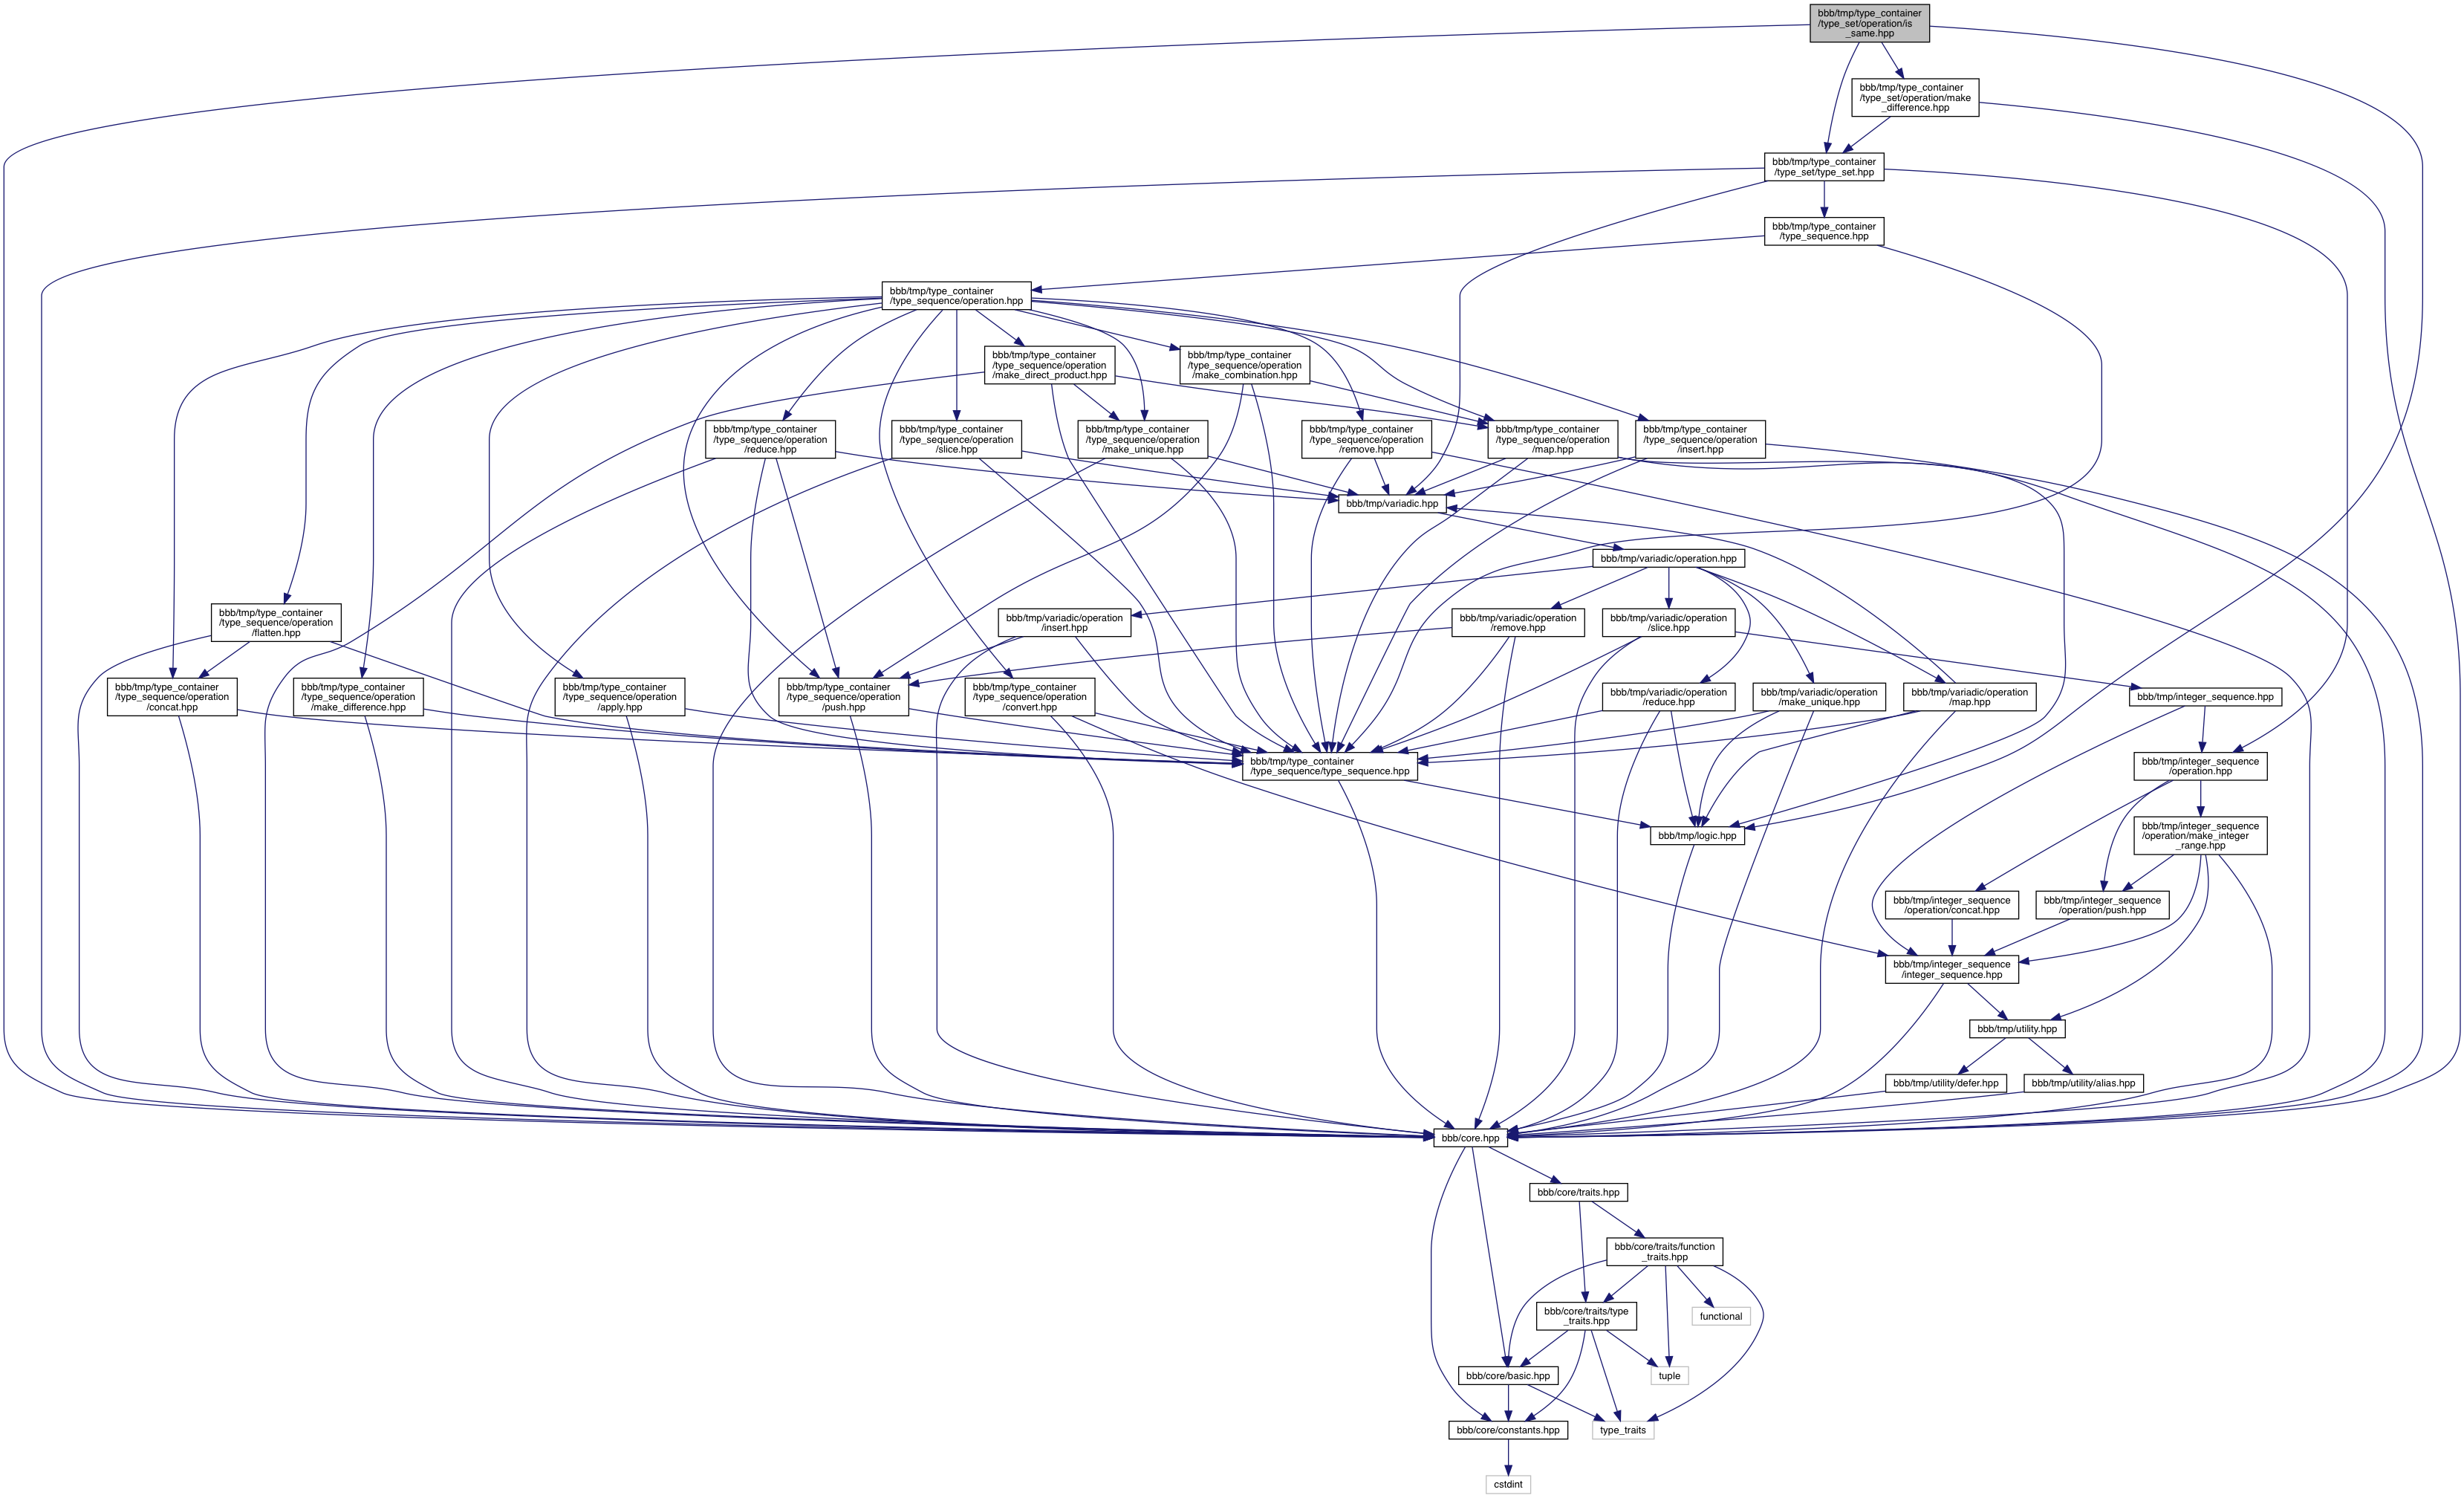 bbb/tmp/type_container
/type_set/operation/is
_same.hpp
bbb/tmp/type_container
/type_set/operation/make
_difference.hpp
bbb/tmp/type_container
/type_set/type_set.hpp
bbb/tmp/type_container
/type_sequence.hpp
bbb/tmp/type_container
/type_sequence/operation.hpp
bbb/tmp/type_container
/type_sequence/operation
/make_direct_product.hpp
bbb/tmp/type_container
/type_sequence/operation
/make_combination.hpp
bbb/tmp/type_container
/type_sequence/operation
/reduce.hpp
bbb/tmp/type_container
/type_sequence/operation
/slice.hpp
bbb/tmp/type_container
/type_sequence/operation
/make_unique.hpp
bbb/tmp/type_container
/type_sequence/operation
/remove.hpp
bbb/tmp/type_container
/type_sequence/operation
/map.hpp
bbb/tmp/type_container
/type_sequence/operation
/insert.hpp
bbb/tmp/variadic.hpp
bbb/tmp/variadic/operation.hpp
bbb/tmp/type_container
/type_sequence/operation
/flatten.hpp
bbb/tmp/variadic/operation
/insert.hpp
bbb/tmp/variadic/operation
/remove.hpp
bbb/tmp/variadic/operation
/slice.hpp
bbb/tmp/type_container
/type_sequence/operation
/concat.hpp
bbb/tmp/type_container
/type_sequence/operation
/make_difference.hpp
bbb/tmp/type_container
/type_sequence/operation
/apply.hpp
bbb/tmp/type_container
/type_sequence/operation
/push.hpp
bbb/tmp/type_container
/type_sequence/operation
/convert.hpp
bbb/tmp/variadic/operation
/reduce.hpp
bbb/tmp/variadic/operation
/make_unique.hpp
bbb/tmp/variadic/operation
/map.hpp
bbb/tmp/integer_sequence.hpp
bbb/tmp/type_container
/type_sequence/type_sequence.hpp
bbb/tmp/integer_sequence
/operation.hpp
bbb/tmp/logic.hpp
bbb/tmp/integer_sequence
/operation/make_integer
_range.hpp
bbb/tmp/integer_sequence
/operation/concat.hpp
bbb/tmp/integer_sequence
/operation/push.hpp
bbb/tmp/integer_sequence
/integer_sequence.hpp
bbb/tmp/utility.hpp
bbb/tmp/utility/defer.hpp
bbb/tmp/utility/alias.hpp
bbb/core.hpp
bbb/core/traits.hpp
bbb/core/traits/function
_traits.hpp
bbb/core/traits/type
_traits.hpp
functional
bbb/core/basic.hpp
tuple
bbb/core/constants.hpp
type_traits
cstdint